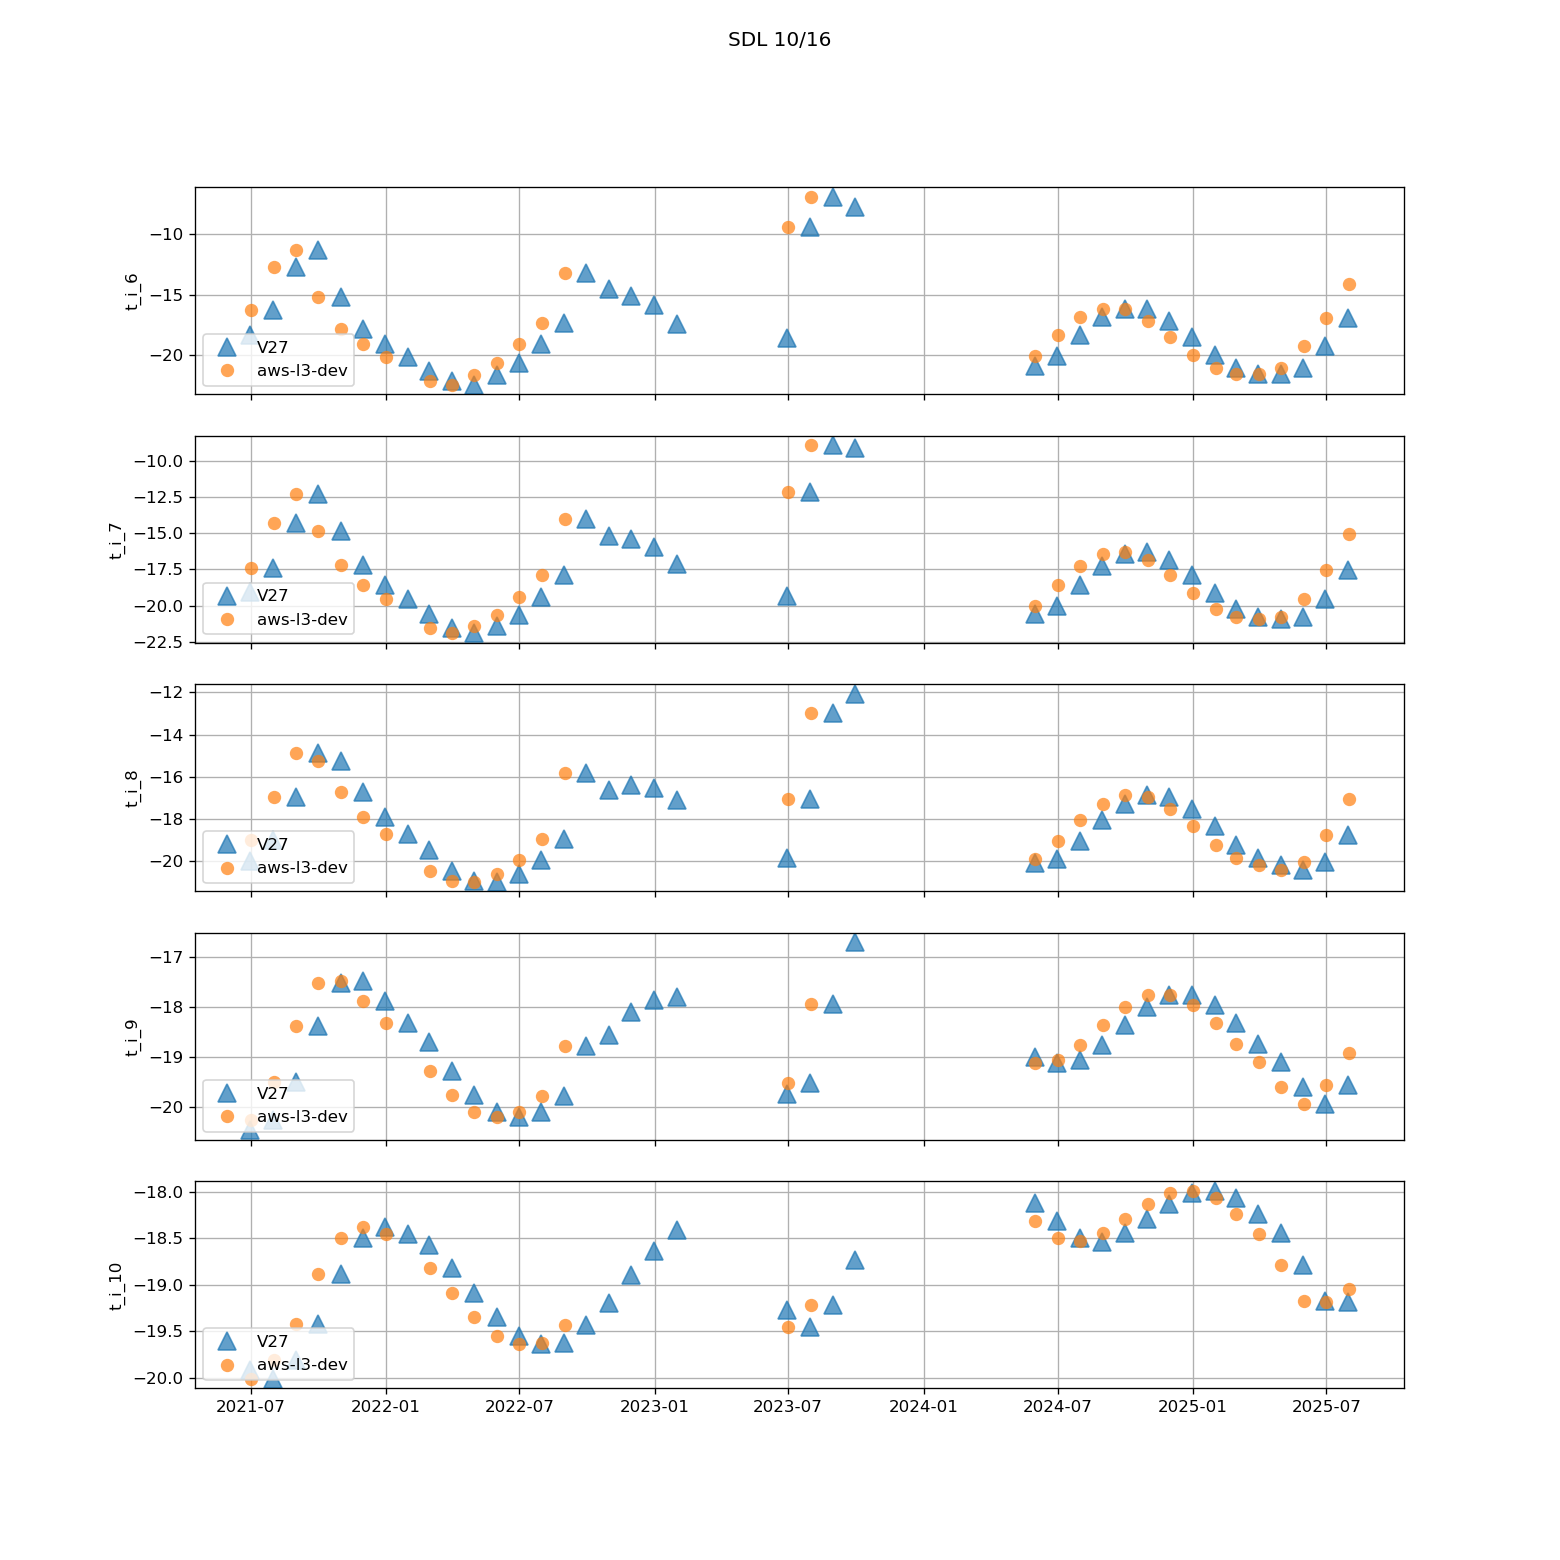 SDL 10/16
−10
−15
−20
t_i_6
V27
aws-l3-dev
−10.0
−12.5
−15.0
−17.5
−20.0
−22.5
t_i_7
V27
aws-l3-dev
−12
−14
−16
−18
−20
t_i_8
V27
aws-l3-dev
−17
−18
−19
−20
t_i_9
V27
aws-l3-dev
−18.0
−18.5
−19.0
−19.5
−20.0
t_i_10
V27
aws-l3-dev
2021-07 2022-01 2022-07 2023-01 2023-07 2024-01 2024-07 2025-01 2025-07